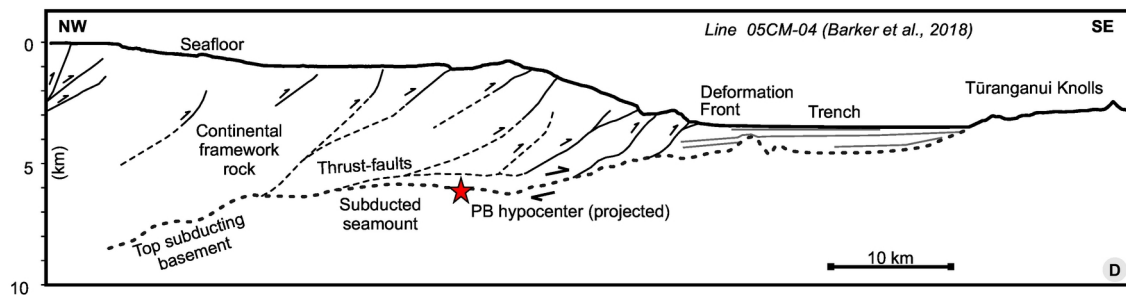 NW
Line 05CM-04 (Barker et al., 2018)
SE
0
Seafloor
Tūranganui Knolls
Deformation
Front
Trench
Continental
framework
rock
5
(km)
Thrust-faults
Subducted
seamount
PB hypocenter (projected)
Top subducting
basement
10 km
D
10